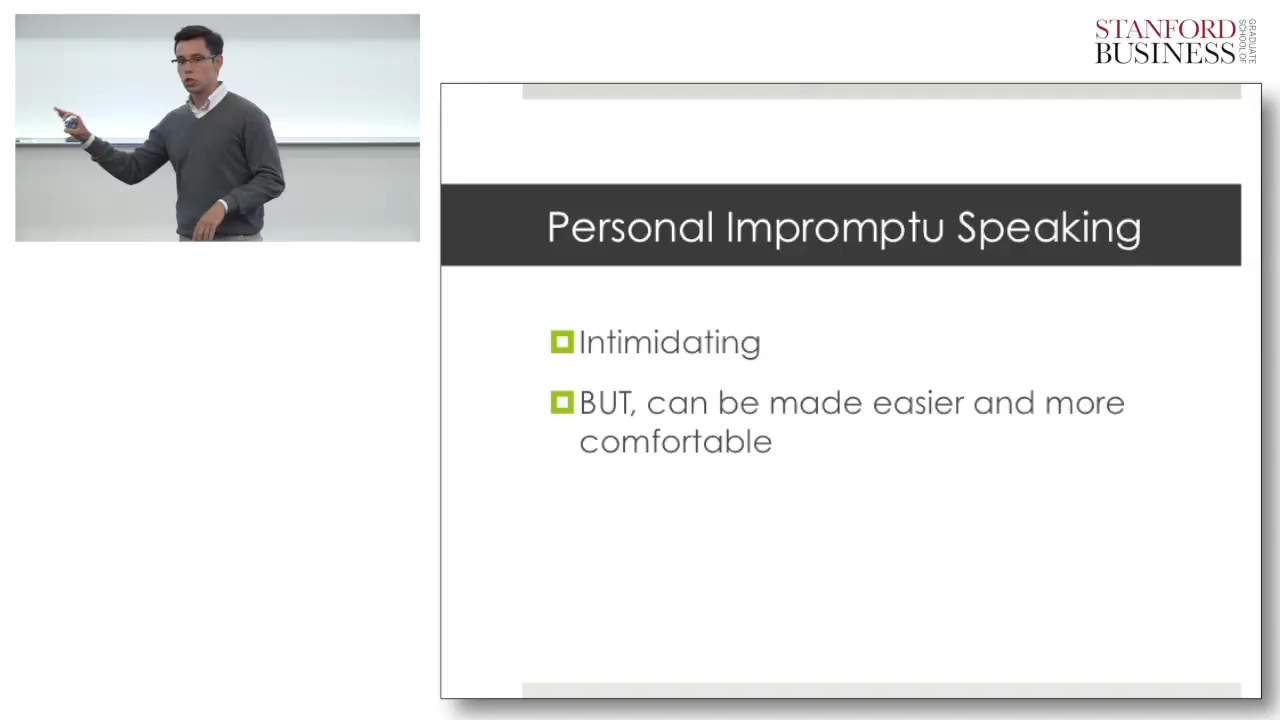 STANFORD
BUSINESS
GRADUATE
SCHOOL OF
Personal Impromptu Speaking
Intimidating
BUT, can be made easier and more
comfortable